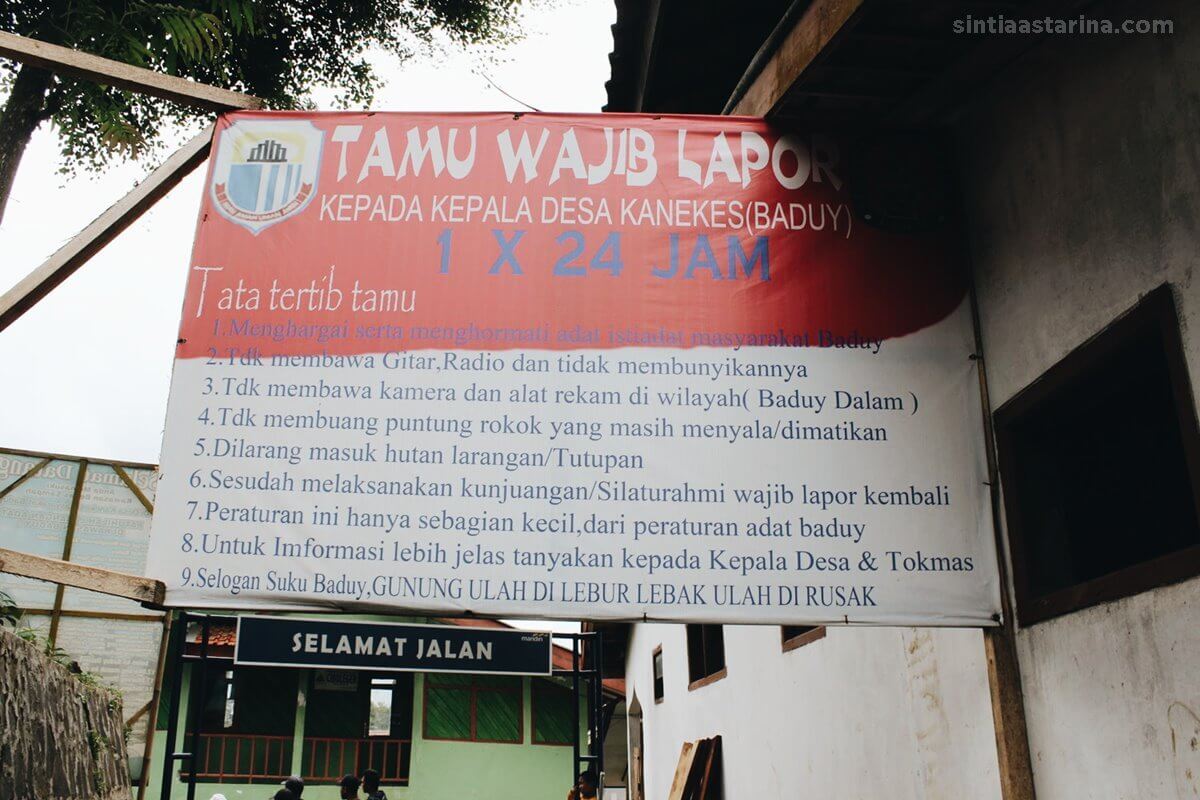 sintiaastarina.com
TAMU WAJIB LAPOR
KEPADA KEPALA DESA KANEKES(BADUY)
1 X 24 JAM
Tata tertib tamu
1.Menghargai serta menghormati adat istiadat masyarakat Baduy
2.Tdk membawa Gitar,Radio dan tidak membunyikannya
3.Tdk membawa kamera dan alat rekam di wilayah( Baduy Dalam )
4.Tdk membuang puntung rokok yang masih menyala/dimatikan
5.Dilarang masuk hutan larangan/Tutupan
6.Sesudah melaksanakan kunjuangan/Silaturahmi wajib lapor kembali
7.Peraturan ini hanya sebagian kecil,dari peraturan adat baduy
8.Untuk Imformasi lebih jelas tanyakan kepada Kepala Desa & Tokmas
9.Selogan Suku Baduy,GUNUNG ULAH DI LEBUR LEBAK ULAH DI RUSAK
mandiri
SELAMAT JALAN